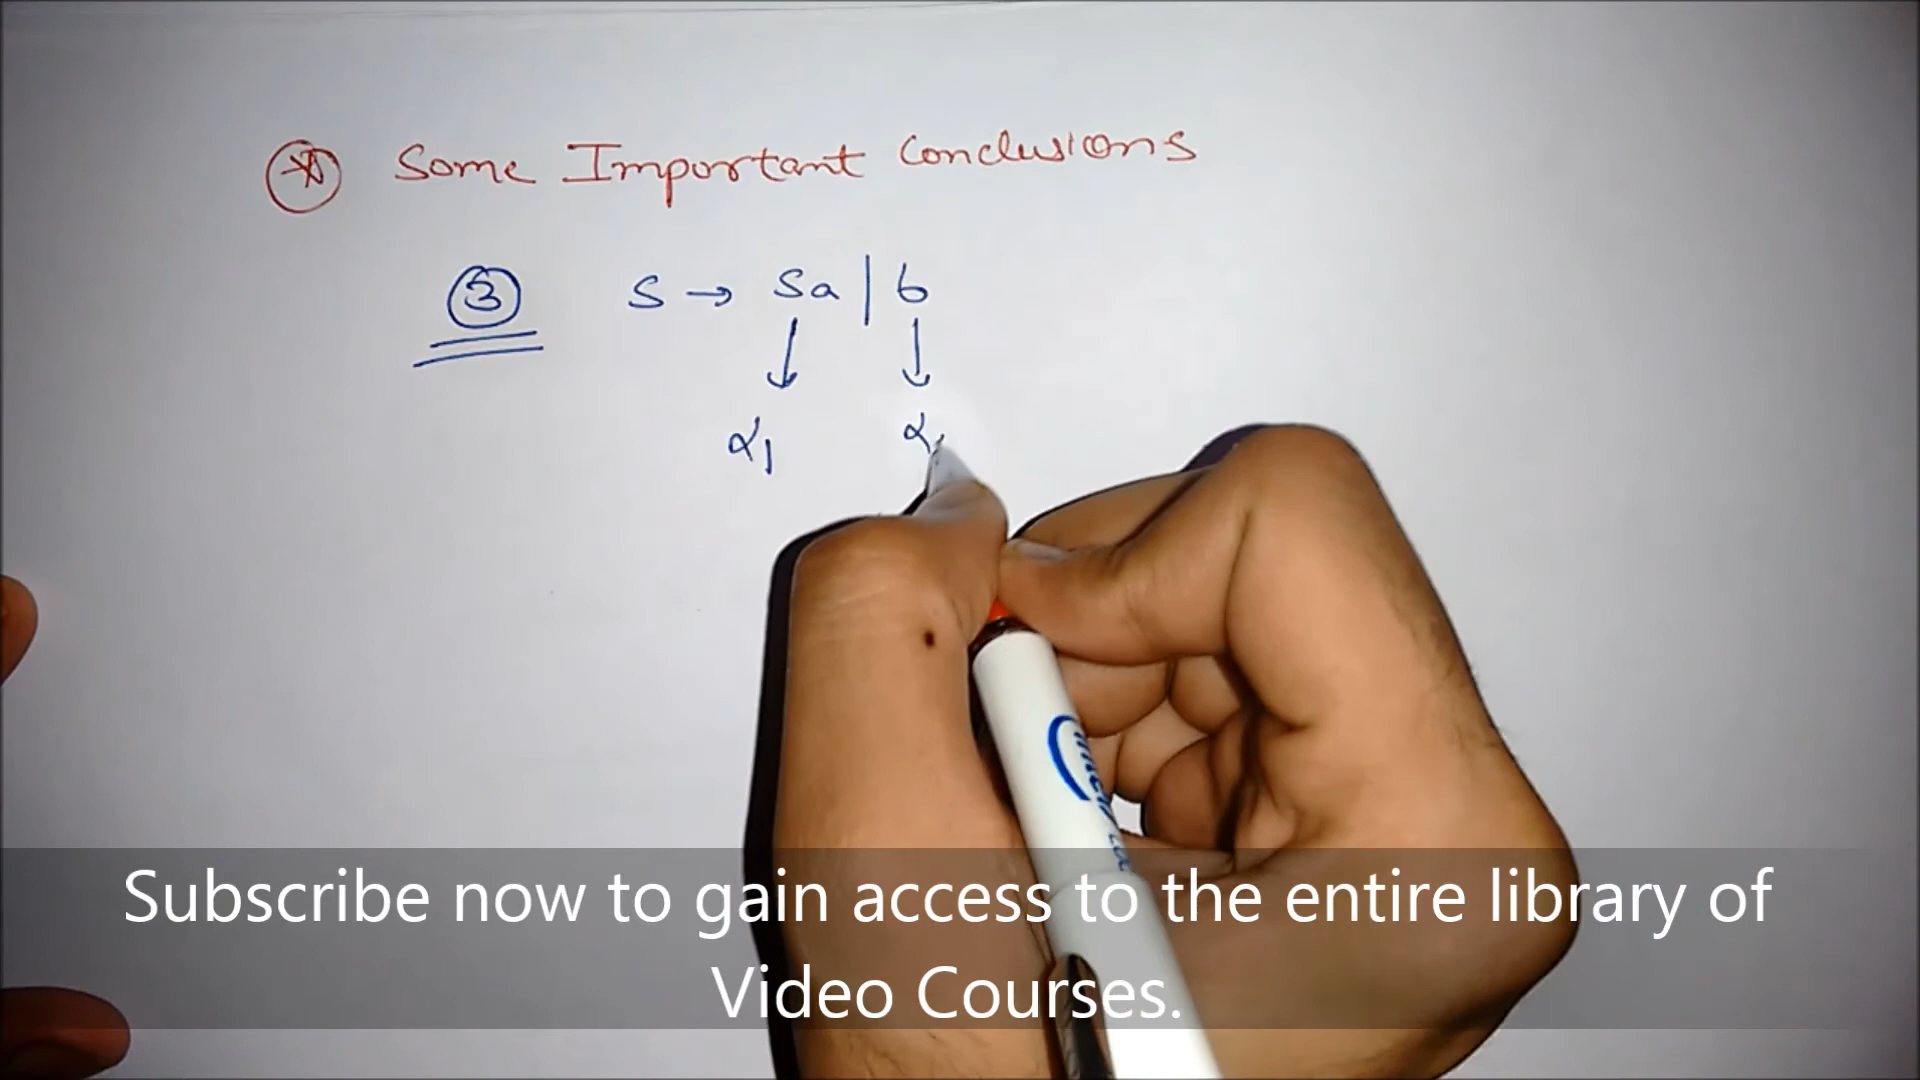 Some Important Conclusions
3 S → Sa | b
α1 α
Subscribe now to gain access to the entire library of
Video Courses.